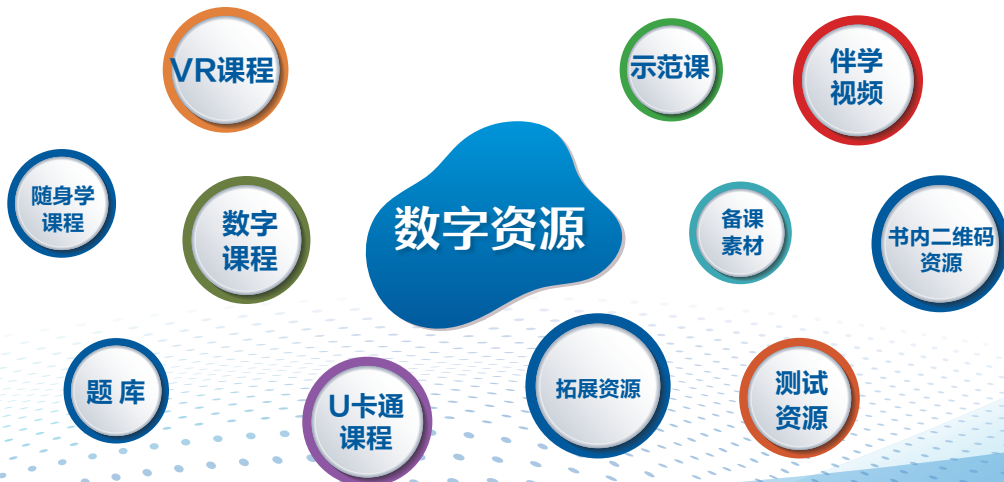 VR课程
示范课
伴学
视频
随身学
课程
数字
课程
数字资源
备课
素材
书内二维码
资源
题 库
U卡通
课程
拓展资源
测试
资源